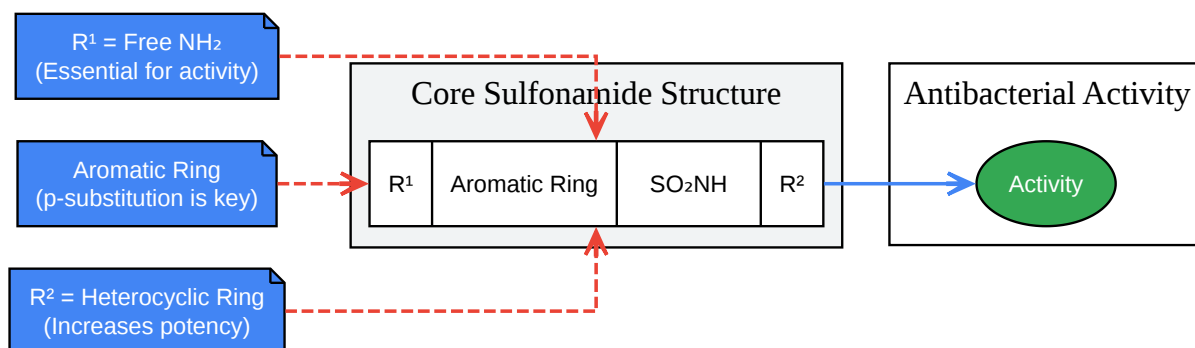 R¹ = Free NH₂
(Essential for activity)
Aromatic Ring
(p-substitution is key)
R² = Heterocyclic Ring
(Increases potency)
Core Sulfonamide Structure
R¹ Aromatic Ring SO₂NH R²
Antibacterial Activity
Activity